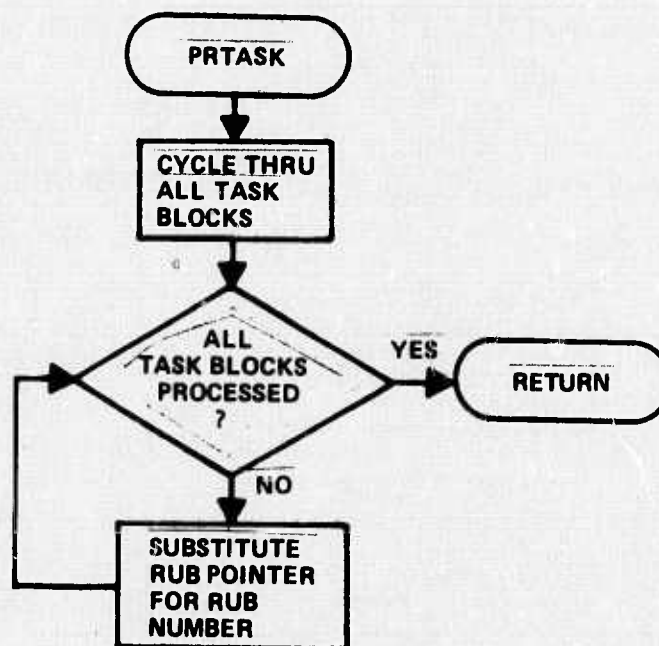 PRTASK
CYCLE THRU
ALL TASK
BLOCKS
ALL
TASK BLOCKS
PROCESSED
?
YES
RETURN
NO
SUBSTITUTE
RUB POINTER
FOR RUB
NUMBER